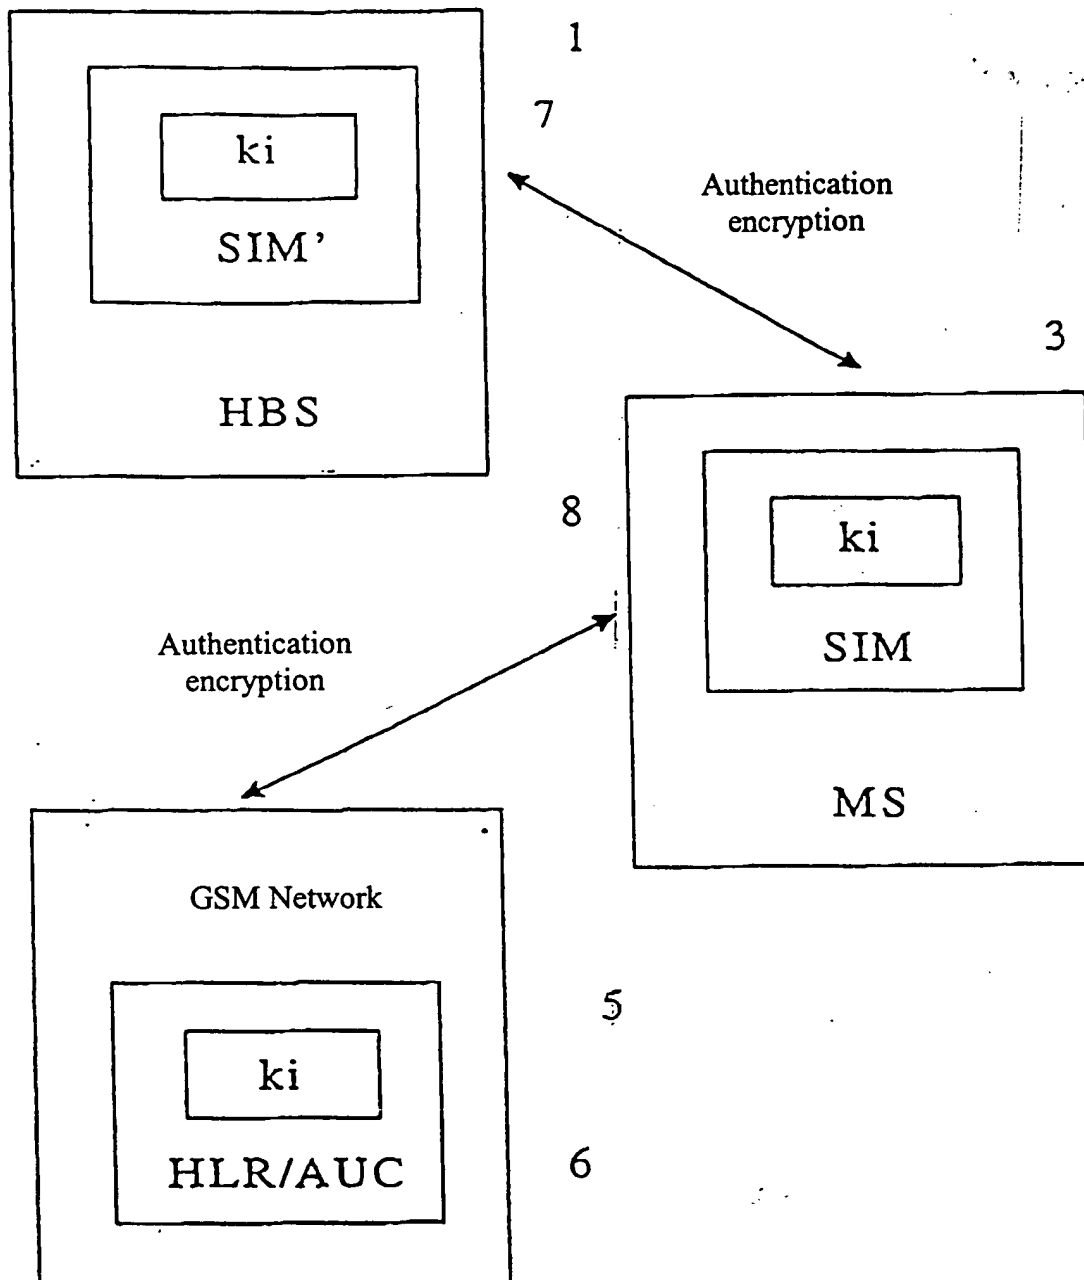 1
7
ki
SIM’
HBS
Authentication
encryption
3
8
ki
SIM
MS
Authentication
encryption
GSM Network
5
ki
HLR/AUC
6